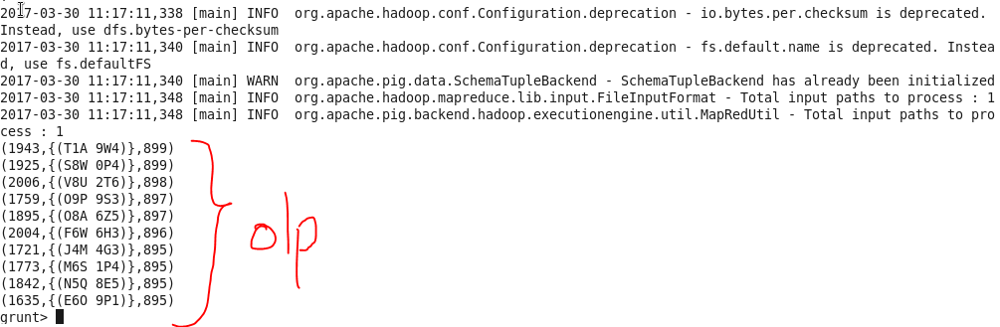 2017-03-30 11:17:11,338 [main] INFO  org.apache.hadoop.conf.Configuration.deprecation - io.bytes.per.checksum is deprecated.
Instead, use dfs.bytes-per-checksum
2017-03-30 11:17:11,340 [main] INFO  org.apache.hadoop.conf.Configuration.deprecation - fs.default.name is deprecated. Instea
d, use fs.defaultFS
2017-03-30 11:17:11,340 [main] WARN  org.apache.pig.data.SchemaTupleBackend - SchemaTupleBackend has already been initialized
2017-03-30 11:17:11,348 [main] INFO  org.apache.hadoop.mapreduce.lib.input.FileInputFormat - Total input paths to process : 1
2017-03-30 11:17:11,348 [main] INFO  org.apache.pig.backend.hadoop.executionengine.util.MapRedUtil - Total input paths to pro
cess : 1
(1943,{(T1A 9W4)},899)
(1925,{(S8W 0P4)},899)
(2006,{(V8U 2T6)},898)
(1759,{(O9P 9S3)},897)
(1895,{(O8A 6Z5)},897)
(2004,{(F6W 6H3)},896)
(1721,{(J4M 4G3)},895)
(1773,{(M6S 1P4)},895)
(1842,{(N5Q 8E5)},895)
(1635,{(E6O 9P1)},895)
o|p
grunt>